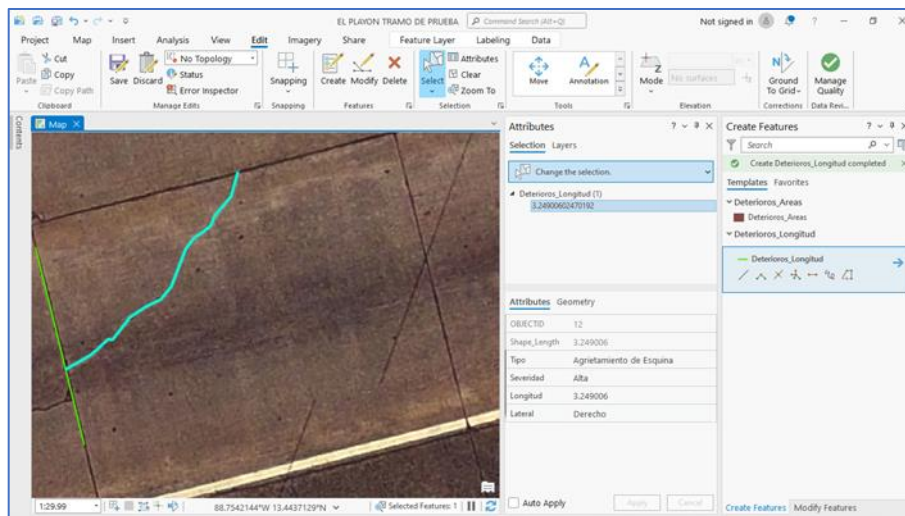 EL PLAYON TRAMO DE PRUEBA
Command Search (Alt+Q)
Not signed in
?
Project Map Insert Analysis View Edit Imagery Share Feature Layer Labeling Data
Paste
Cut
Copy
Copy Path
Clipboard
Save Discard
No Topology
Status
Error Inspector
Manage Edits
Snapping
Snapping
Create Modify Delete
Features
Select
Attributes
Clear
Zoom To
Selection
Move Annotation
Tools
Mode
No surfaces
Elevation
Ground To Grid
Corrections
Manage Quality
Data Revi...
Contents
Map
1:29.99
88.7542144°W 13.4437129°N
Selected Features: 1
Attributes
Selection Layers
Change the selection.
Deterioros_Longitud (1)
3.24900602470192
Attributes Geometry
OBJECTID 12
Shape_Length 3.249006
Tipo Agrietamiento de Esquina
Severidad Alta
Longitud 3.249006
Lateral Derecho
Auto Apply Apply Cancel
Create Features
Search
Create Deterioros_Longitud completed
Templates Favorites
Deterioros_Areas
Deterioros_Areas
Deterioros_Longitud
Deterioros_Longitud
Create Features Modify Features